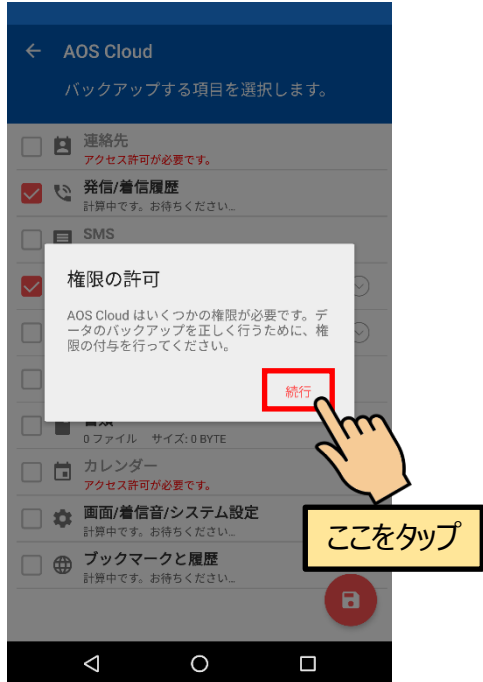 AOS Cloud
バックアップする項目を選択します。
連絡先
アクセス許可が必要です。
発信/着信履歴
計算中です。お待ちください...
SMS
権限の許可
AOS Cloud はいくつかの権限が必要です。デ
ータのバックアップを正しく行うために、権
限の付与を行ってください。
続行
書類
0 ファイル サイズ: 0 BYTE
カレンダー
アクセス許可が必要です。
画面/着信音/システム設定
計算中です。お待ちください...
ブックマークと履歴
計算中です。お待ちください...
ここをタップ